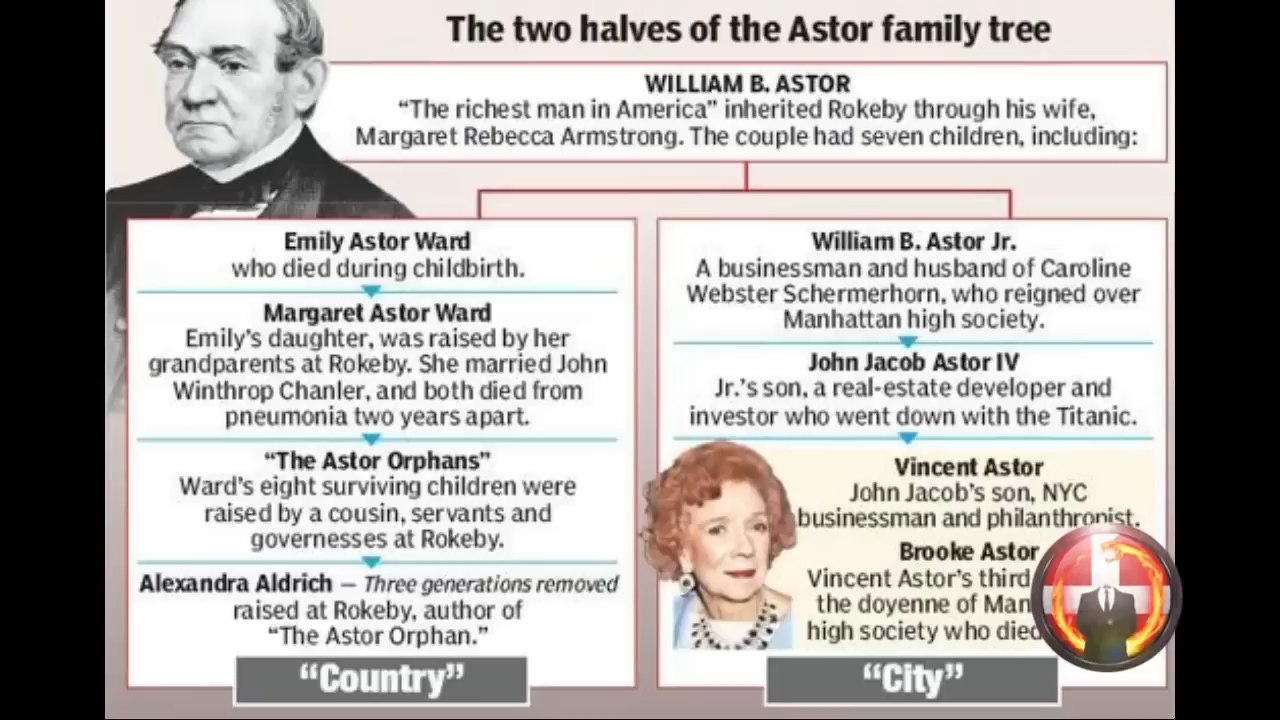 The two halves of the Astor family tree
WILLIAM B. ASTOR
“The richest man in America” inherited Rokeby through his wife,
Margaret Rebecca Armstrong. The couple had seven children, including:
Emily Astor Ward
who died during childbirth.
Margaret Astor Ward
Emily’s daughter, was raised by her
grandparents at Rokeby. She married John
Winthrop Chanler, and both died from
pneumonia two years apart.
“The Astor Orphans”
Ward’s eight surviving children were
raised by a cousin, servants and
governesses at Rokeby.
Alexandra Aldrich – Three generations removed
raised at Rokeby, author of
“The Astor Orphan.”
“Country”
William B. Astor Jr.
A businessman and husband of Caroline
Webster Schermerhorn, who reigned over
Manhattan high society.
John Jacob Astor IV
Jr.’s son, a real-estate developer and
investor who went down with the Titanic.
Vincent Astor
John Jacob’s son, NYC
businessman and philanthropist.
Brooke Astor
Vincent Astor’s third
the doyenne of Man
high society who died
“City”